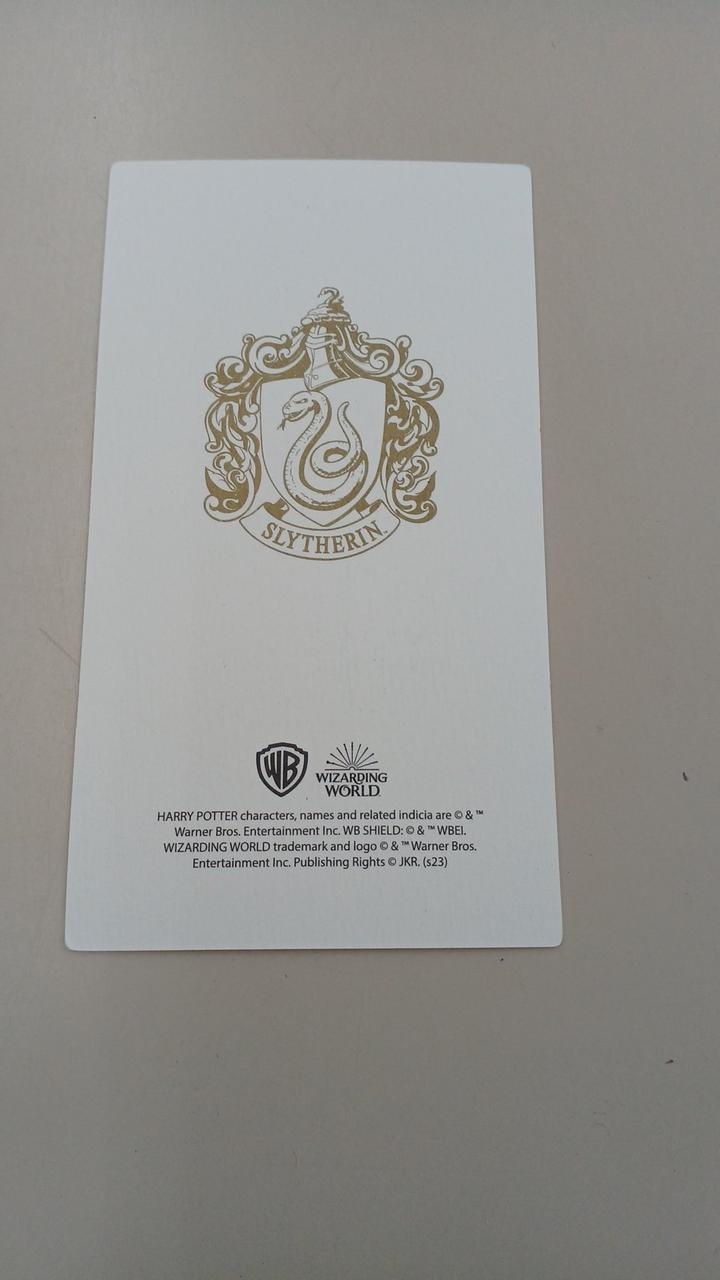 SLYTHERIN™
WB
WIZARDING
WORLD
HARRY POTTER characters, names and related indicia are © & ™
Warner Bros. Entertainment Inc. WB SHIELD: © & ™ WBEI.
WIZARDING WORLD trademark and logo © & ™ Warner Bros.
Entertainment Inc. Publishing Rights © JKR. (s23)